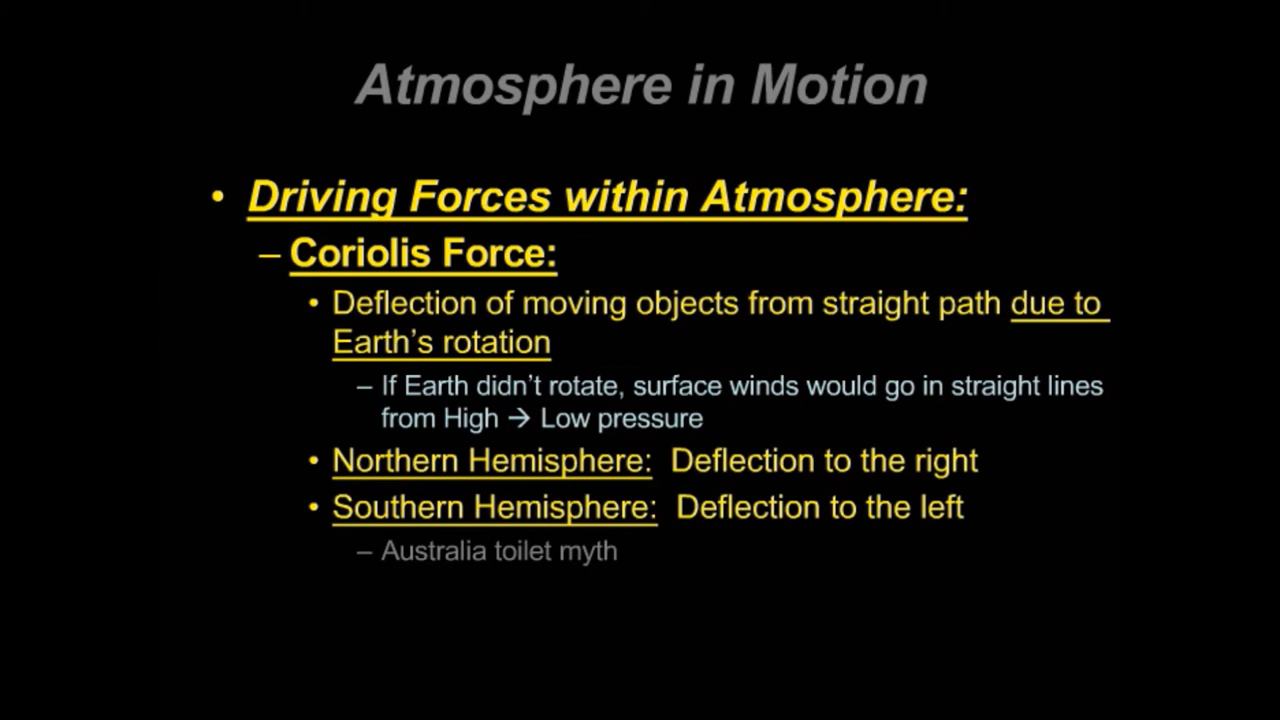 Atmosphere in Motion
• Driving Forces within Atmosphere:
– Coriolis Force:
• Deflection of moving objects from straight path due to
Earth's rotation
– If Earth didn't rotate, surface winds would go in straight lines
from High → Low pressure
• Northern Hemisphere: Deflection to the right
• Southern Hemisphere: Deflection to the left
– Australia toilet myth